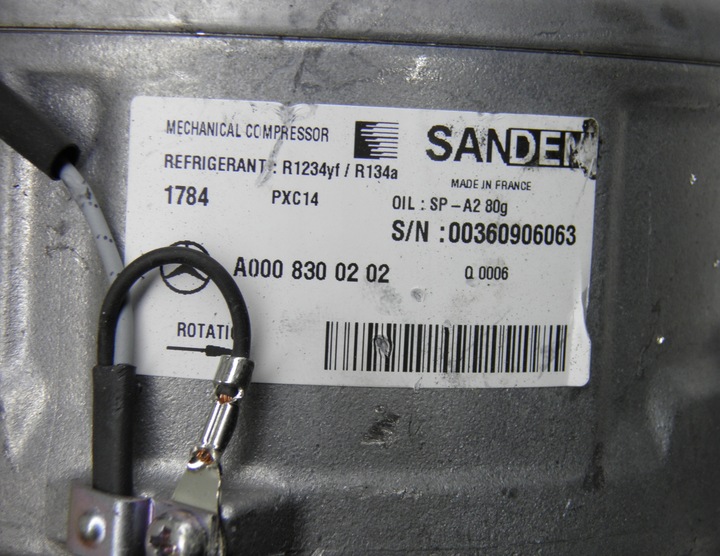 MECHANICAL COMPRESSOR
SANDEN
REFRIGERANT : R1234yf / R134a
MADE IN FRANCE
1784 PXC14 OIL : SP-A2 80g
S/N :00360906063
A000 830 02 02 Q 0006